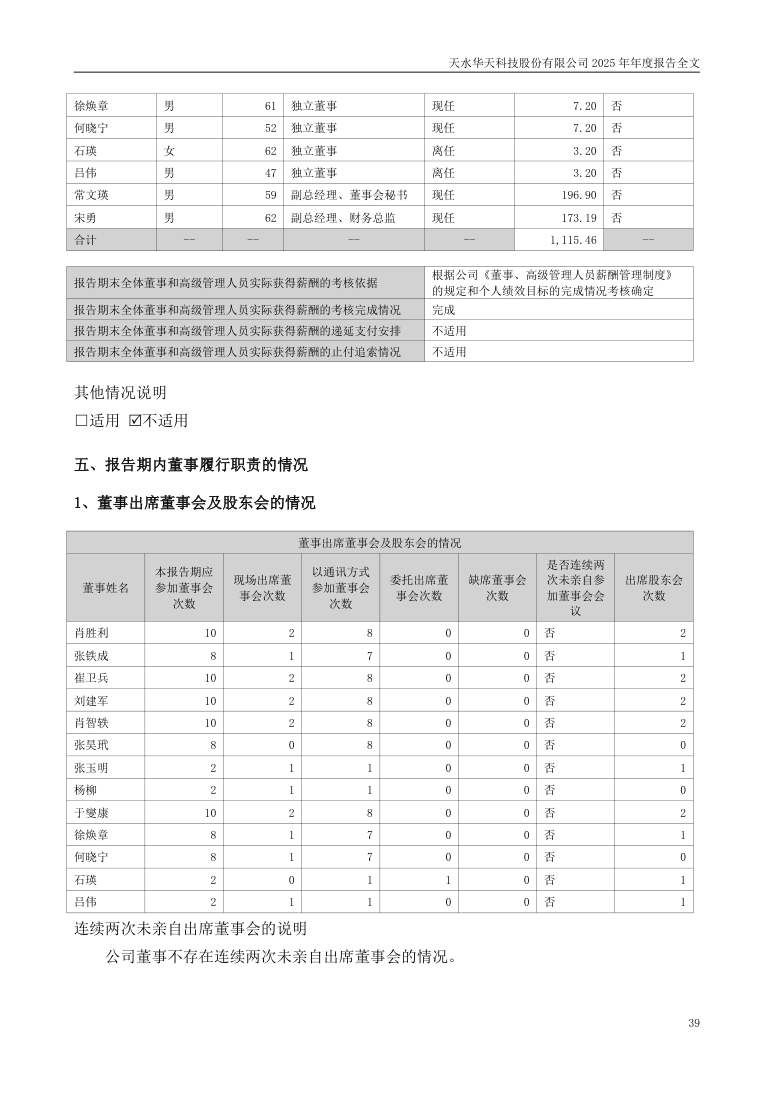 天水华天科技股份有限公司 2025 年年度报告全文
徐焕章 男 61 独立董事 现任 7.20 否
何晓宁 男 52 独立董事 现任 7.20 否
石瑛 女 62 独立董事 离任 3.20 否
吕伟 男 47 独立董事 离任 3.20 否
常文瑛 男 59 副总经理、董事会秘书 现任 196.90 否
宋勇 男 62 副总经理、财务总监 现任 173.19 否
合计 -- -- -- -- 1,115.46 --
报告期末全体董事和高级管理人员实际获得薪酬的考核依据 根据公司《董事、高级管理人员薪酬管理制度》
的规定和个人绩效目标的完成情况考核确定
报告期末全体董事和高级管理人员实际获得薪酬的考核完成情况 完成
报告期末全体董事和高级管理人员实际获得薪酬的递延支付安排 不适用
报告期末全体董事和高级管理人员实际获得薪酬的止付追索情况 不适用
其他情况说明
□适用 ☑不适用
五、报告期内董事履行职责的情况
1、董事出席董事会及股东会的情况
董事出席董事会及股东会的情况
董事姓名 本报告期应参加董事会次数 现场出席董事会次数 以通讯方式参加董事会次数 委托出席董事会次数 缺席董事会次数 是否连续两次未亲自参加董事会会议 出席股东会次数
肖胜利 10 2 8 0 0 否 2
张铁成 8 1 7 0 0 否 1
崔卫兵 10 2 8 0 0 否 2
刘建军 10 2 8 0 0 否 2
肖智轶 10 2 8 0 0 否 2
张昊玳 8 0 8 0 0 否 0
张玉明 2 1 1 0 0 否 1
杨柳 2 1 1 0 0 否 0
于燮康 10 2 8 0 0 否 2
徐焕章 8 1 7 0 0 否 1
何晓宁 8 1 7 0 0 否 0
石瑛 2 0 1 1 0 否 1
吕伟 2 1 1 0 0 否 1
连续两次未亲自出席董事会的说明
公司董事不存在连续两次未亲自出席董事会的情况。
39